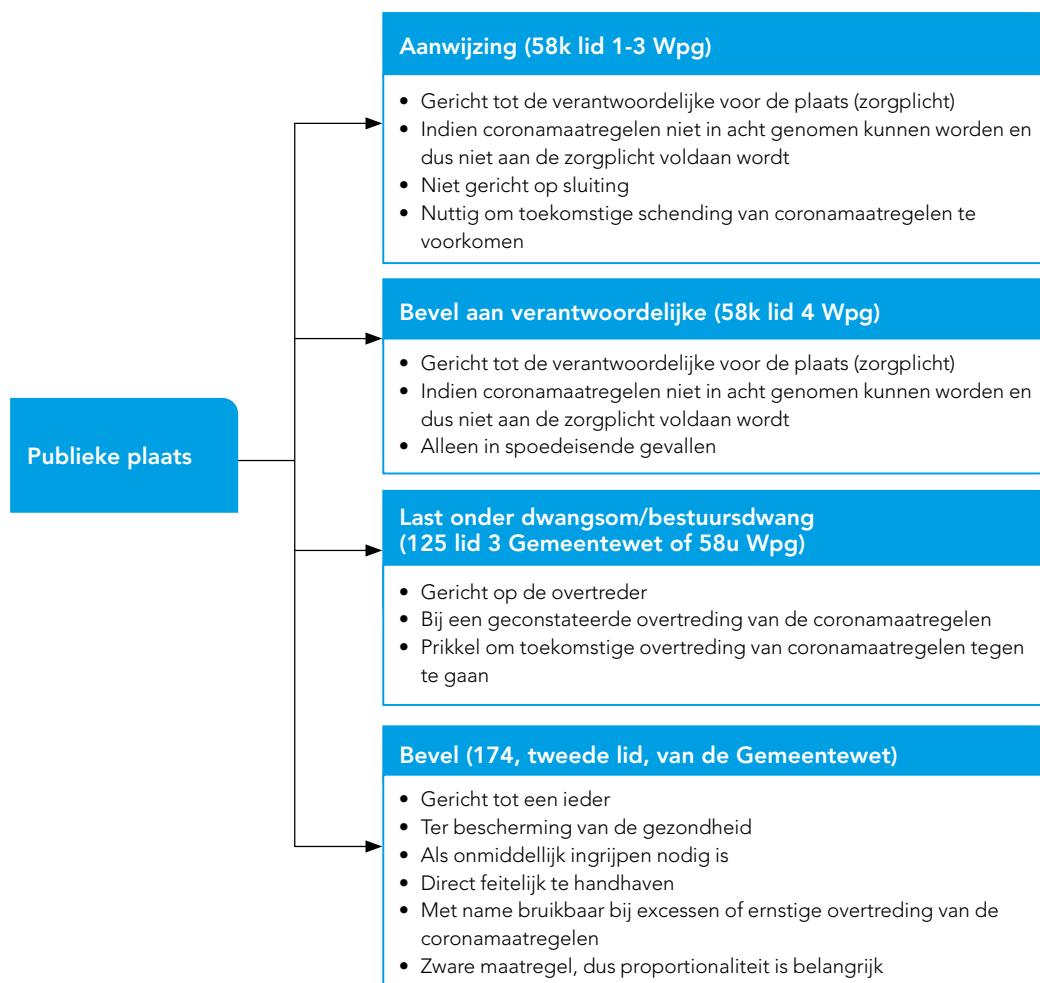 Aanwijzing (58k lid 1-3 Wpg)
• Gericht tot de verantwoordelijke voor de plaats (zorgplicht)
• Indien coronamaatregelen niet in acht genomen kunnen worden en
dus niet aan de zorgplicht voldaan wordt
• Niet gericht op sluiting
• Nuttig om toekomstige schending van coronamaatregelen te
voorkomen
Bevel aan verantwoordelijke (58k lid 4 Wpg)
• Gericht tot de verantwoordelijke voor de plaats (zorgplicht)
• Indien coronamaatregelen niet in acht genomen kunnen worden en
dus niet aan de zorgplicht voldaan wordt
• Alleen in spoedeisende gevallen
Publieke plaats
Last onder dwangsom/bestuursdwang
(125 lid 3 Gemeentewet of 58u Wpg)
• Gericht op de overtreder
• Bij een geconstateerde overtreding van de coronamaatregelen
• Prikkel om toekomstige overtreding van coronamaatregelen tegen
te gaan
Bevel (174, tweede lid, van de Gemeentewet)
• Gericht tot een ieder
• Ter bescherming van de gezondheid
• Als onmiddellijk ingrijpen nodig is
• Direct feitelijk te handhaven
• Met name bruikbaar bij excessen of ernstige overtreding van de
coronamaatregelen
• Zware maatregel, dus proportionaliteit is belangrijk